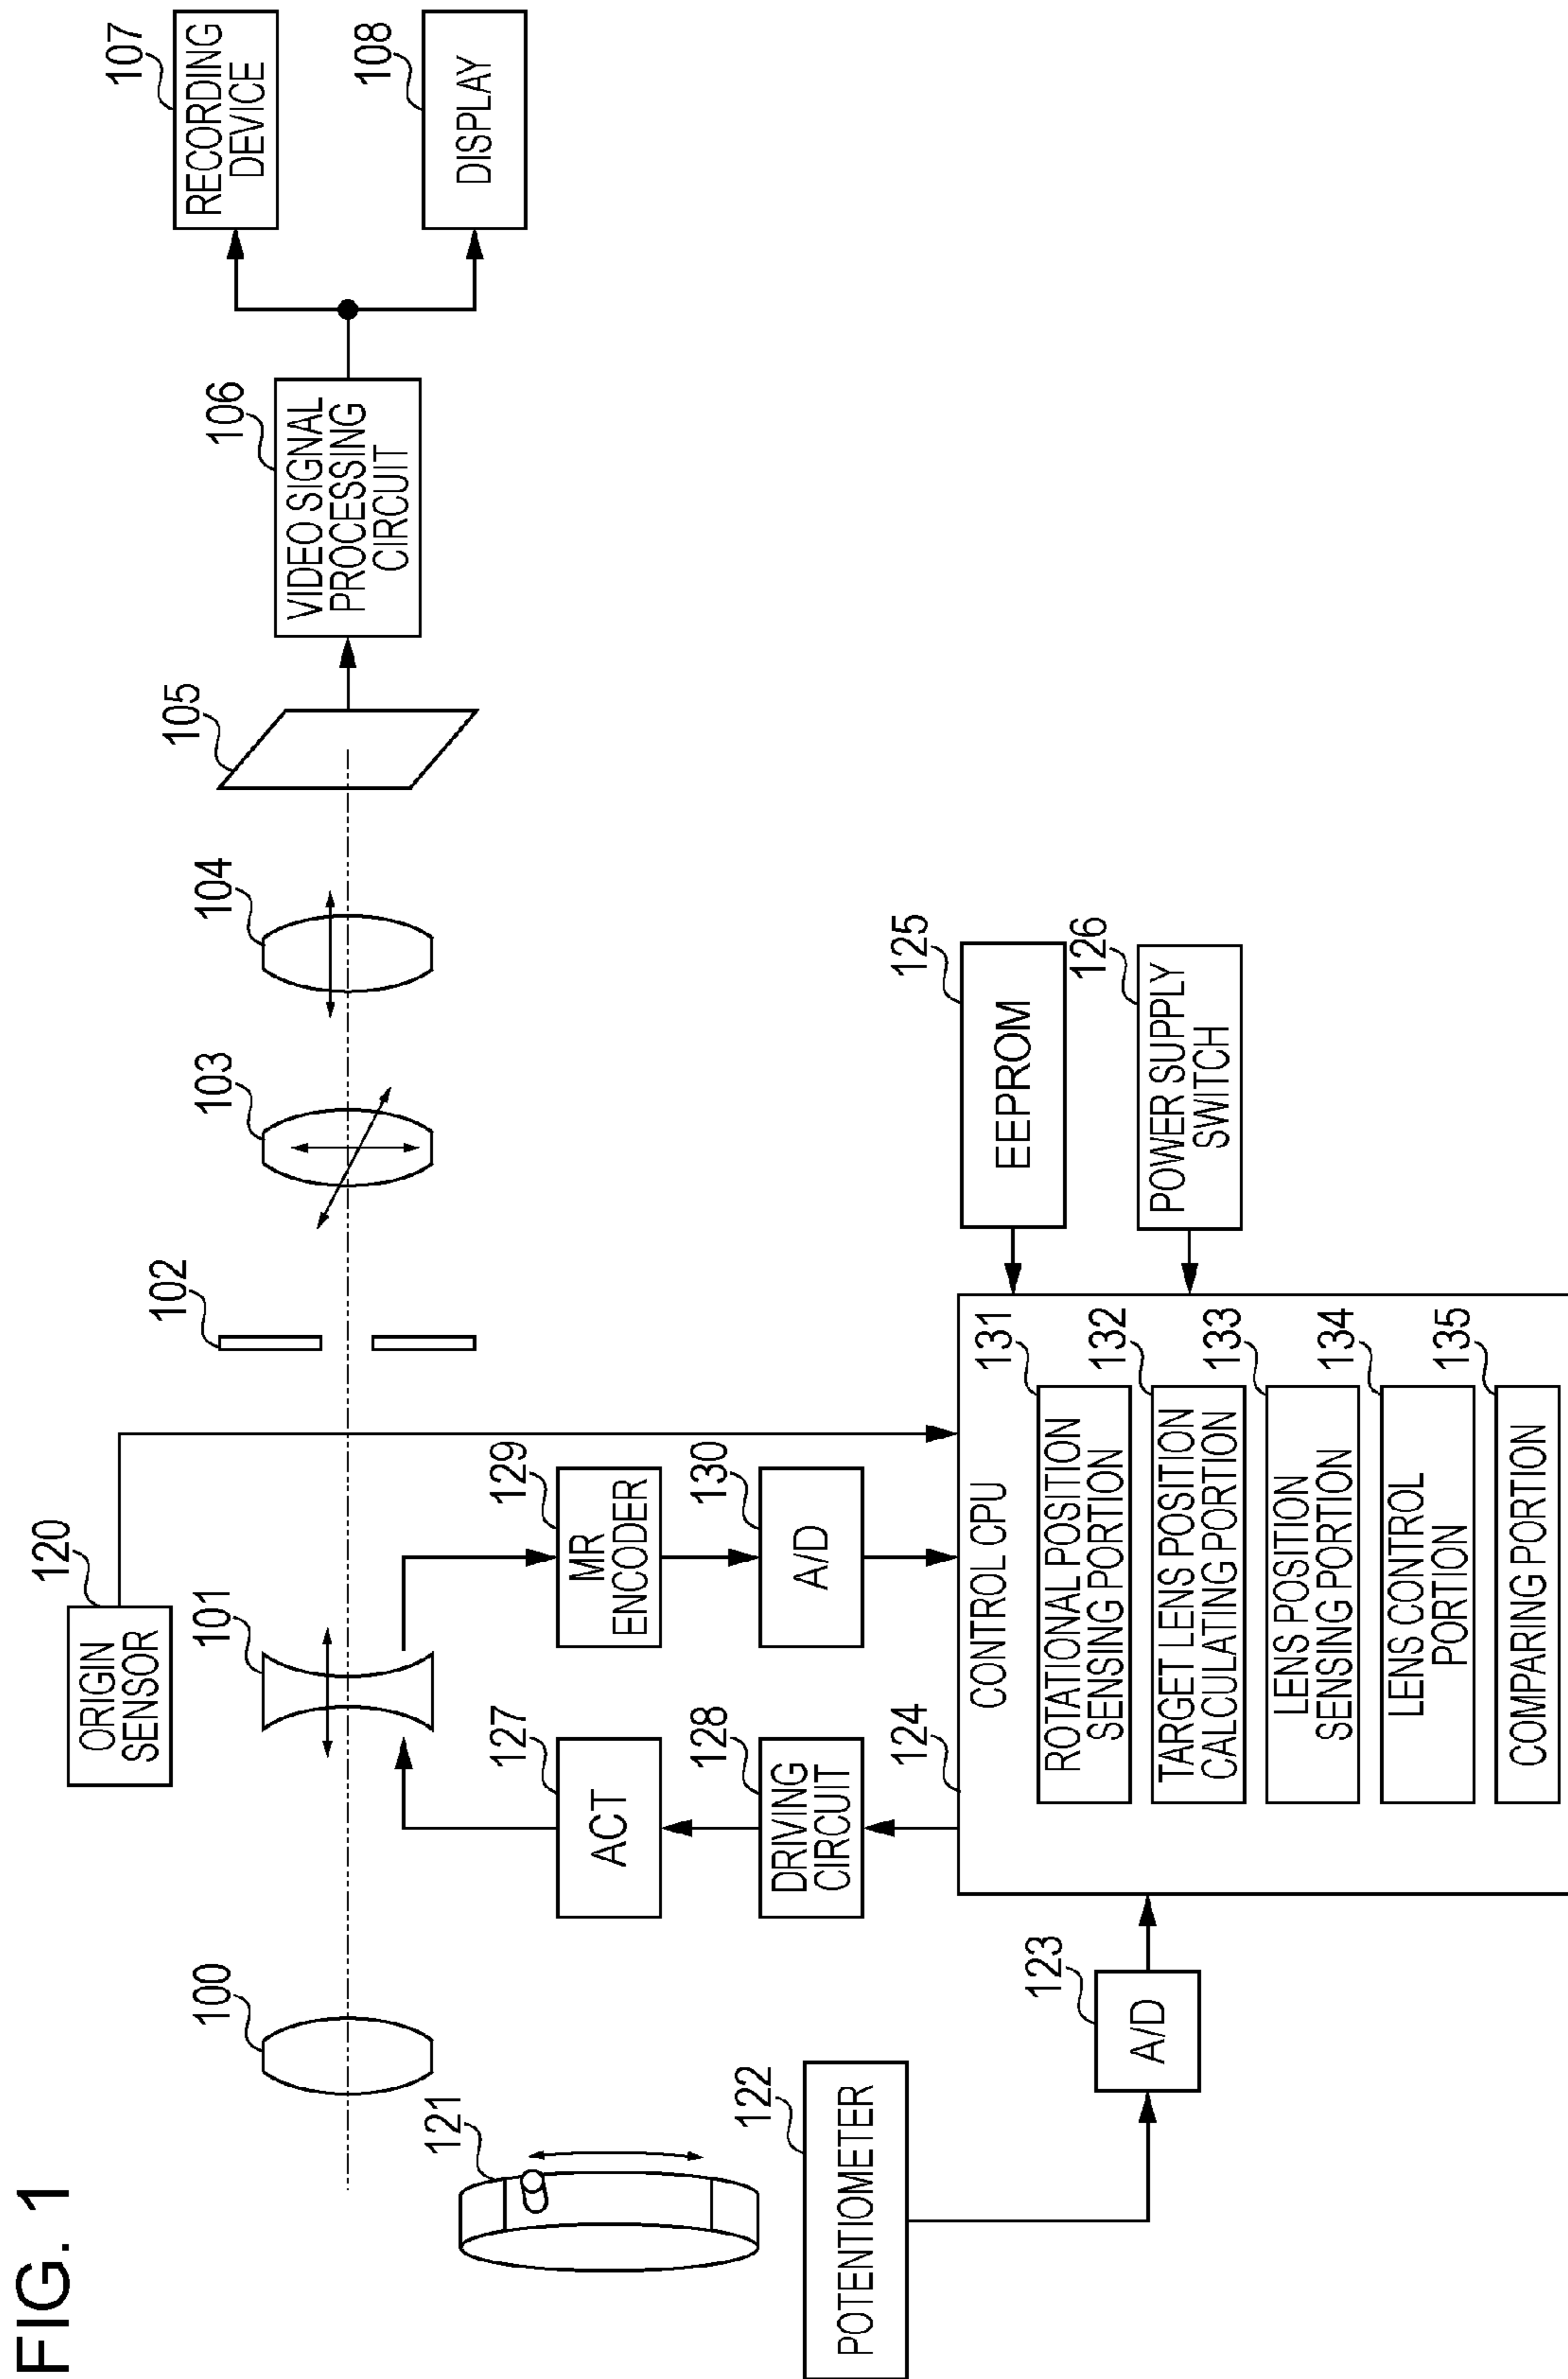 FIG. 1
100
101
102
103
104
105
106
VIDEO SIGNAL
PROCESSING
CIRCUIT
107
RECORDING
DEVICE
108
DISPLAY
120
ORIGIN
SENSOR
121
122
POTENTIOMETER
123
A/D
124
CONTROL CPU
125
EEPROM
126
POWER SUPPLY
SWITCH
127
ACT
128
DRIVING
CIRCUIT
129
MR
ENCODER
130
A/D
131
ROTATIONAL POSITION
SENSING PORTION
132
TARGET LENS POSITION
CALCULATING PORTION
133
LENS POSITION
SENSING PORTION
134
LENS CONTROL
PORTION
135
COMPARING PORTION